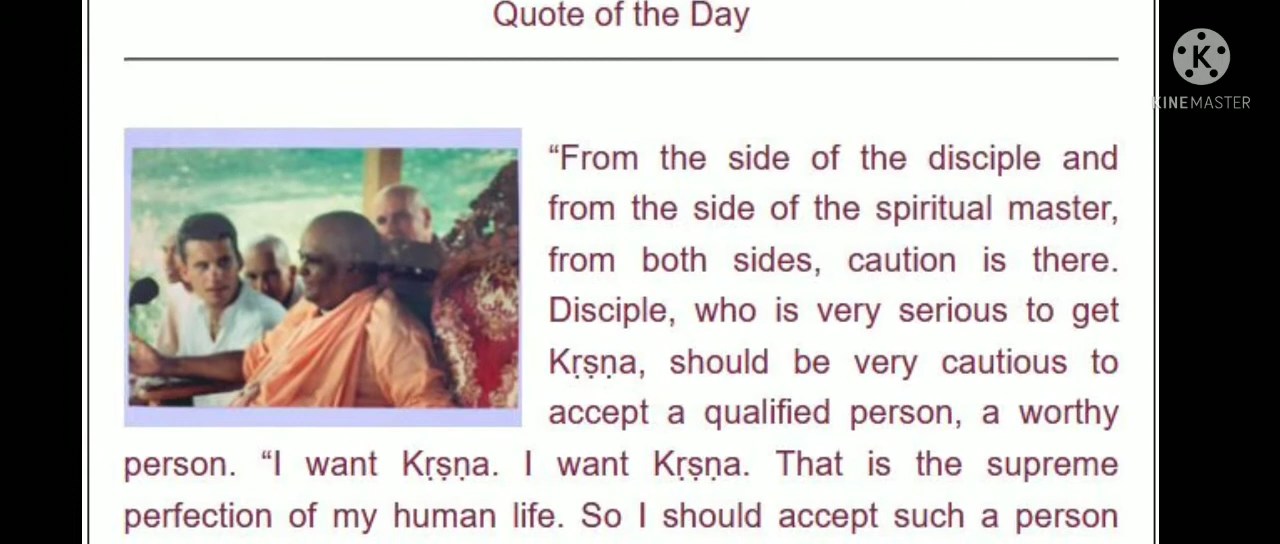 Quote of the Day
K
KINEMASTER
“From the side of the disciple and
from the side of the spiritual master,
from both sides, caution is there.
Disciple, who is very serious to get
Kṛṣṇa, should be very cautious to
accept a qualified person, a worthy
person. “I want Kṛṣṇa. I want Kṛṣṇa. That is the supreme
perfection of my human life. So I should accept such a person